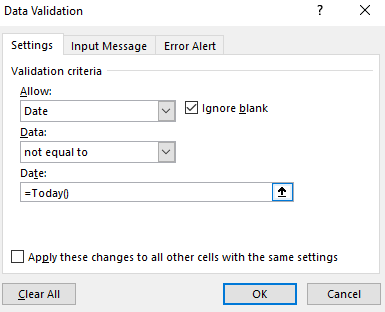 Data Validation ?
Settings Input Message Error Alert
Validation criteria
Allow:
Date Ignore blank
Data:
not equal to
Date:
=Today()
Apply these changes to all other cells with the same settings
Clear All OK Cancel